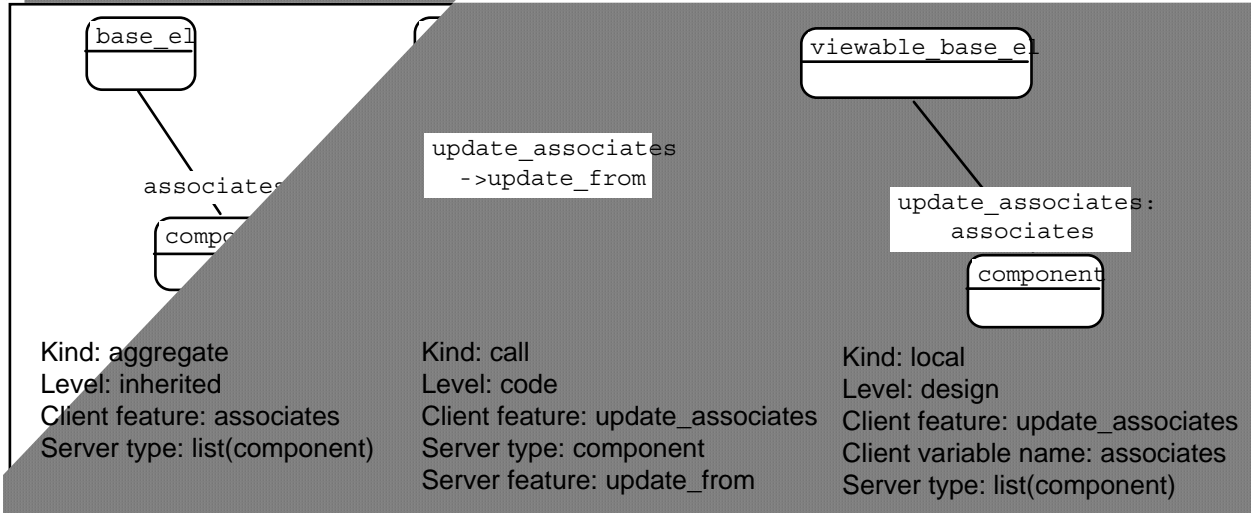 base_el
associates
Kind: aggregate
Level: inherited
Client feature: associates
Server type: list(component)
update_associates
->update_from
Kind: call
Level: code
Client feature: update_associates
Server type: component
Server feature: update_from
viewable_base_el
update_associates:
associates
component
Kind: local
Level: design
Client feature: update_associates
Client variable name: associates
Server type: list(component)